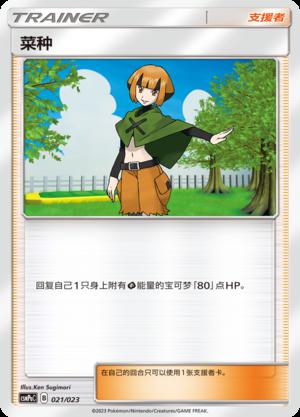 TRAINER
支援者
菜种
回复自己1只身上附有能量的宝可梦「80」点HP。
Illus.Ken Sugimori
在自己的回合只可以使用1张支援者卡。
B 021/023
©2023 Pokémon/Nintendo/Creatures/GAME FREAK.